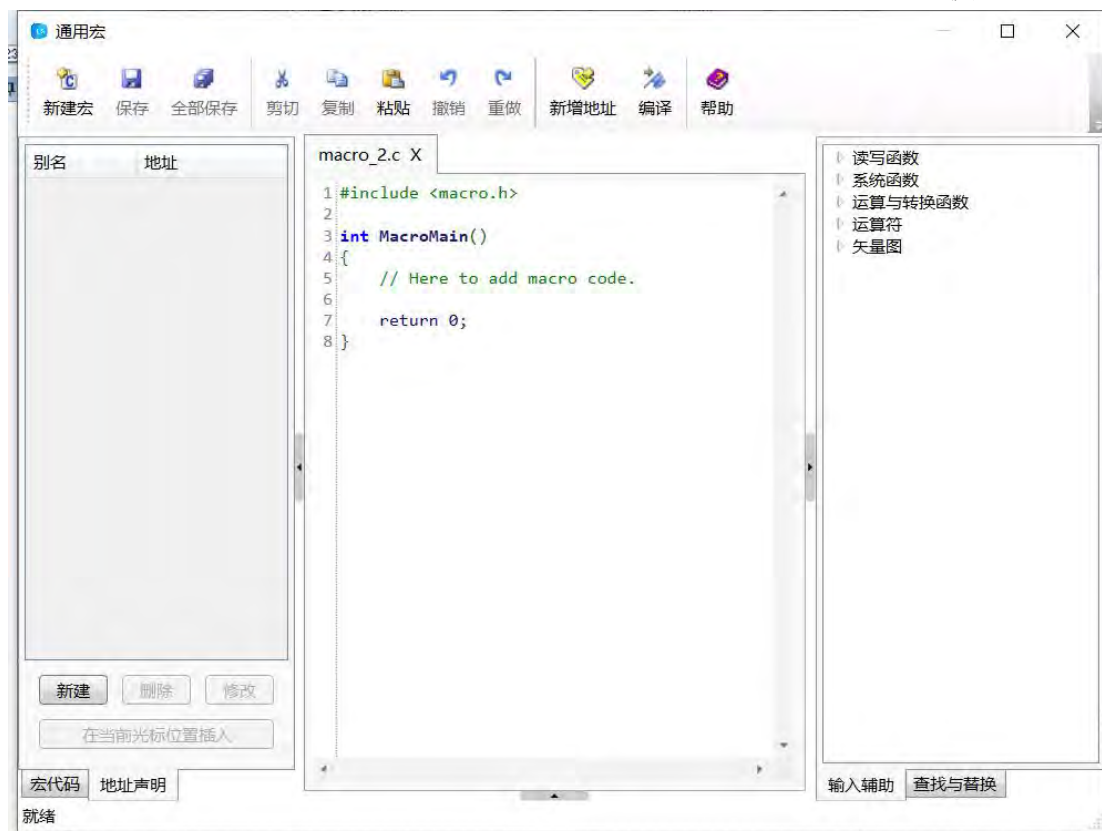 通用宏
新建宏 保存 全部保存 剪切 复制 粘贴 撤销 重做 新增地址 编译 帮助
别名 地址
macro_2.c X
1 #include <macro.h>
2
3 int MacroMain()
4 {
5     // Here to add macro code.
6
7     return 0;
8 }
读写函数
系统函数
运算与转换函数
运算符
矢量图
新建 删除 修改
在当前光标位置插入
宏代码 地址声明
输入辅助 查找与替换
就绪